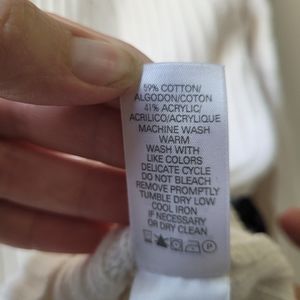 59% COTTON/
ALGODON/COTON
41% ACRYLIC/
ACRILICO/ACRYLIQUE
MACHINE WASH
WARM
WASH WITH
LIKE COLORS
DELICATE CYCLE
DO NOT BLEACH
REMOVE PROMPTLY
TUMBLE DRY LOW
COOL IRON
IF NECESSARY
OR DRY CLEAN
P